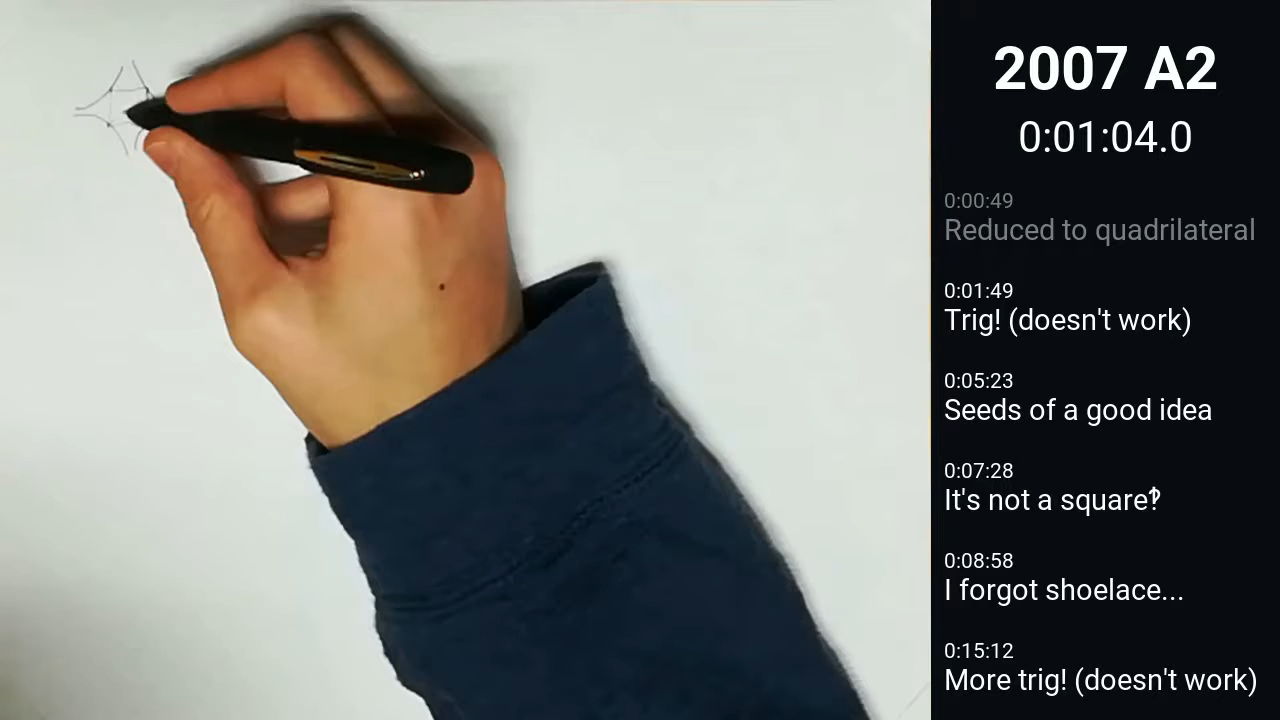 2007 A2
0:01:04.0
0:00:49
Reduced to quadrilateral
0:01:49
Trig! (doesn't work)
0:05:23
Seeds of a good idea
0:07:28
It's not a square‽
0:08:58
I forgot shoelace...
0:15:12
More trig! (doesn't work)